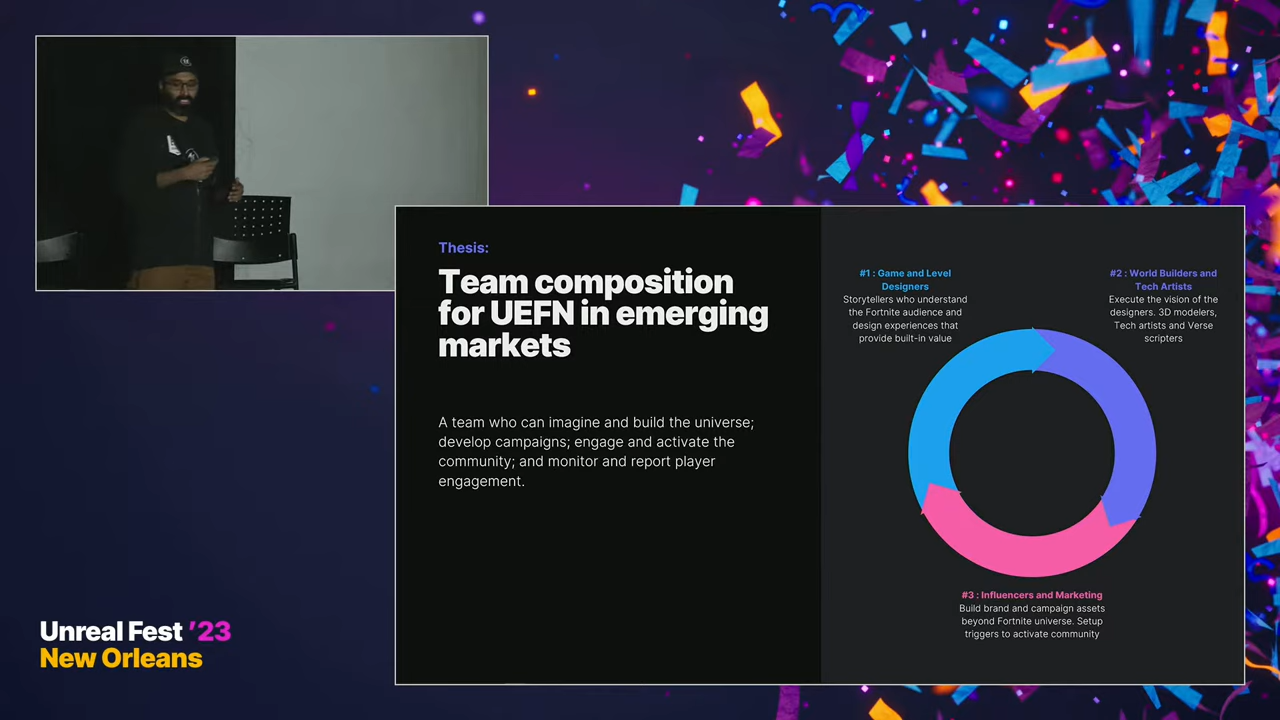 Thesis:
Team composition
for UEFN in emerging
markets
A team who can imagine and build the universe;
develop campaigns; engage and activate the
community; and monitor and report player
engagement.
#1 : Game and Level
Designers
Storytellers who understand
the Fortnite audience and
design experiences that
provide built-in value
#2 : World Builders and
Tech Artists
Execute the vision of the
designers. 3D modelers,
Tech artists and Verse
scripters
#3 : Influencers and Marketing
Build brand and campaign assets
beyond Fortnite universe. Setup
triggers to activate community
Unreal Fest '23
New Orleans